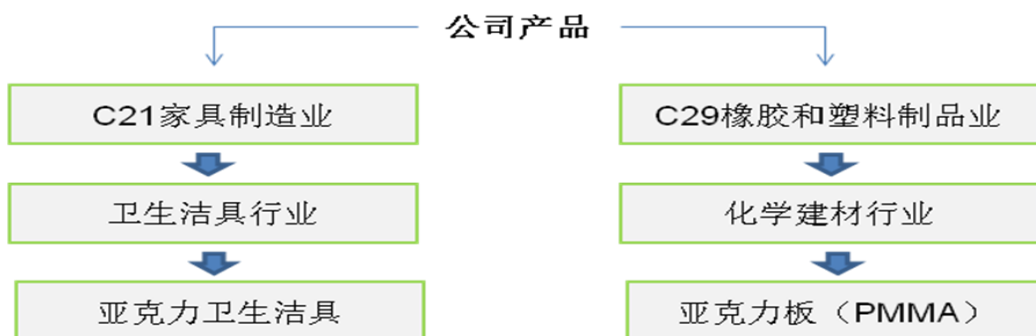 公司产品
C21家具制造业
C29橡胶和塑料制品业
卫生洁具行业
化学建材行业
亚克力卫生洁具
亚克力板（PMMA）